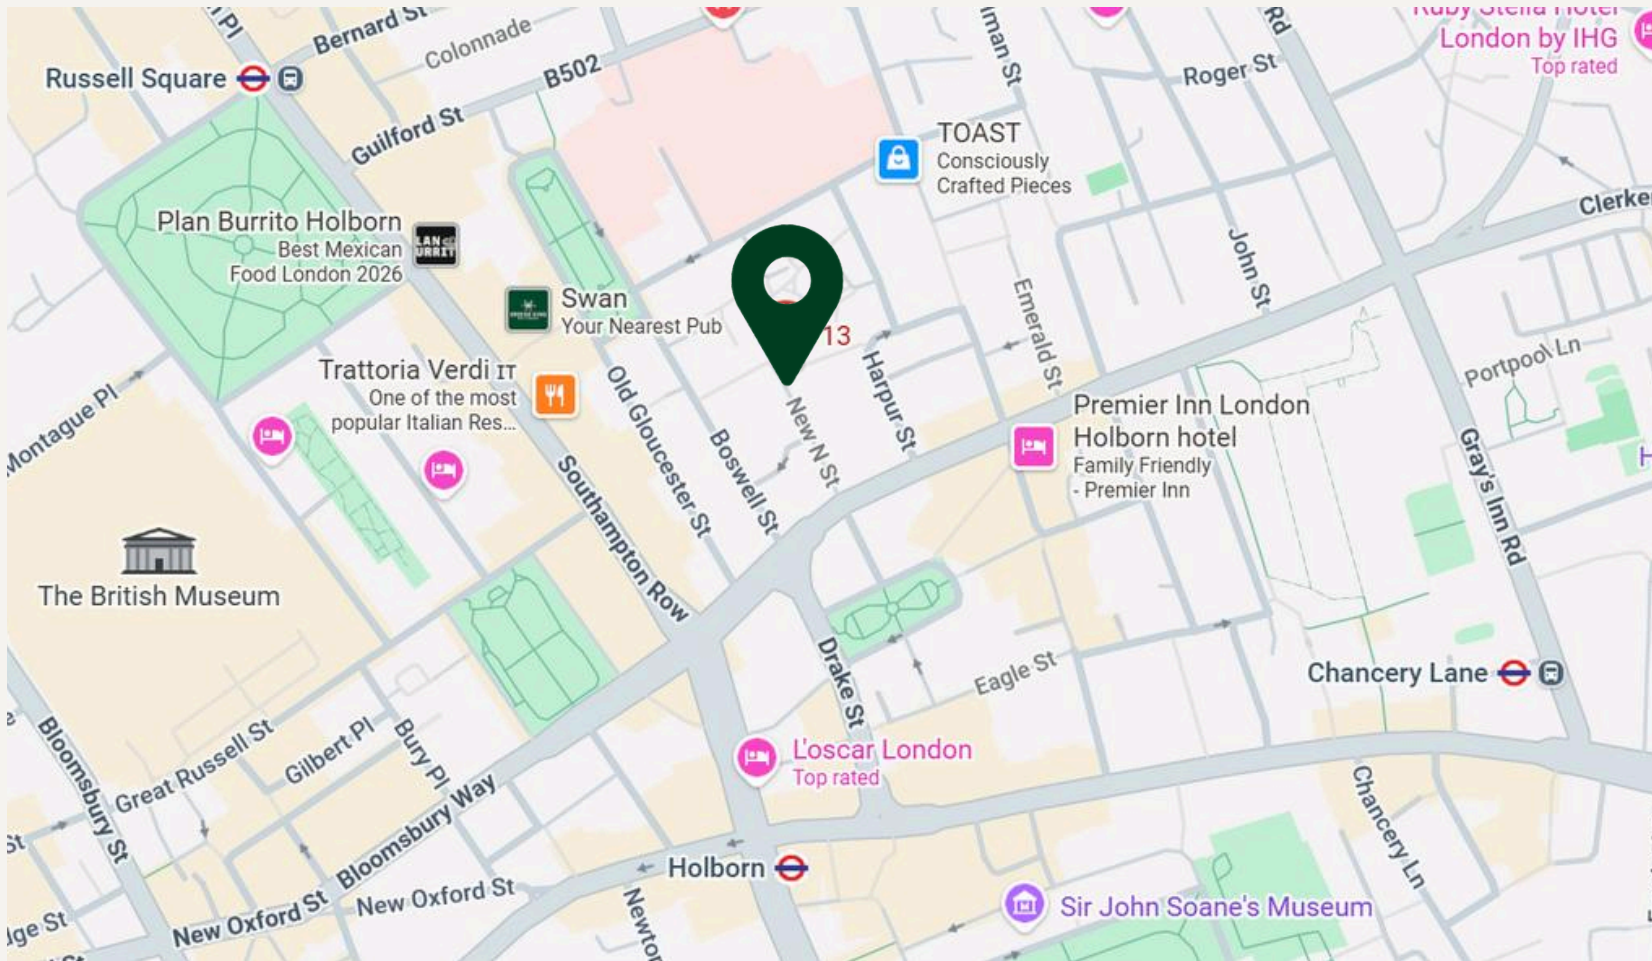 Bernard St
Colonnade
B502
Guilford St
Russell Square
Roger St
London by IHG
Top rated
TOAST
Consciously
Crafted Pieces
Plan Burrito Holborn
Best Mexican
Food London 2026
Swan
Your Nearest Pub
13
John St
Emerald St
Harpur St
Portpool Ln
Trattoria Verdi IT
One of the most
popular Italian Res...
Montague Pl
Old Gloucester St
Boswell St
New N St
Premier Inn London
Holborn hotel
Family Friendly
- Premier Inn
Gray's Inn Rd
Southampton Row
The British Museum
Drake St
Eagle St
Chancery Lane
Bloomsbury St
Great Russell St
Gilbert Pl
Bury Pl
Bloomsbury Way
L'oscar London
Top rated
Chancery Ln
Holborn
New Oxford St
New Oxford St
Sir John Soane's Museum